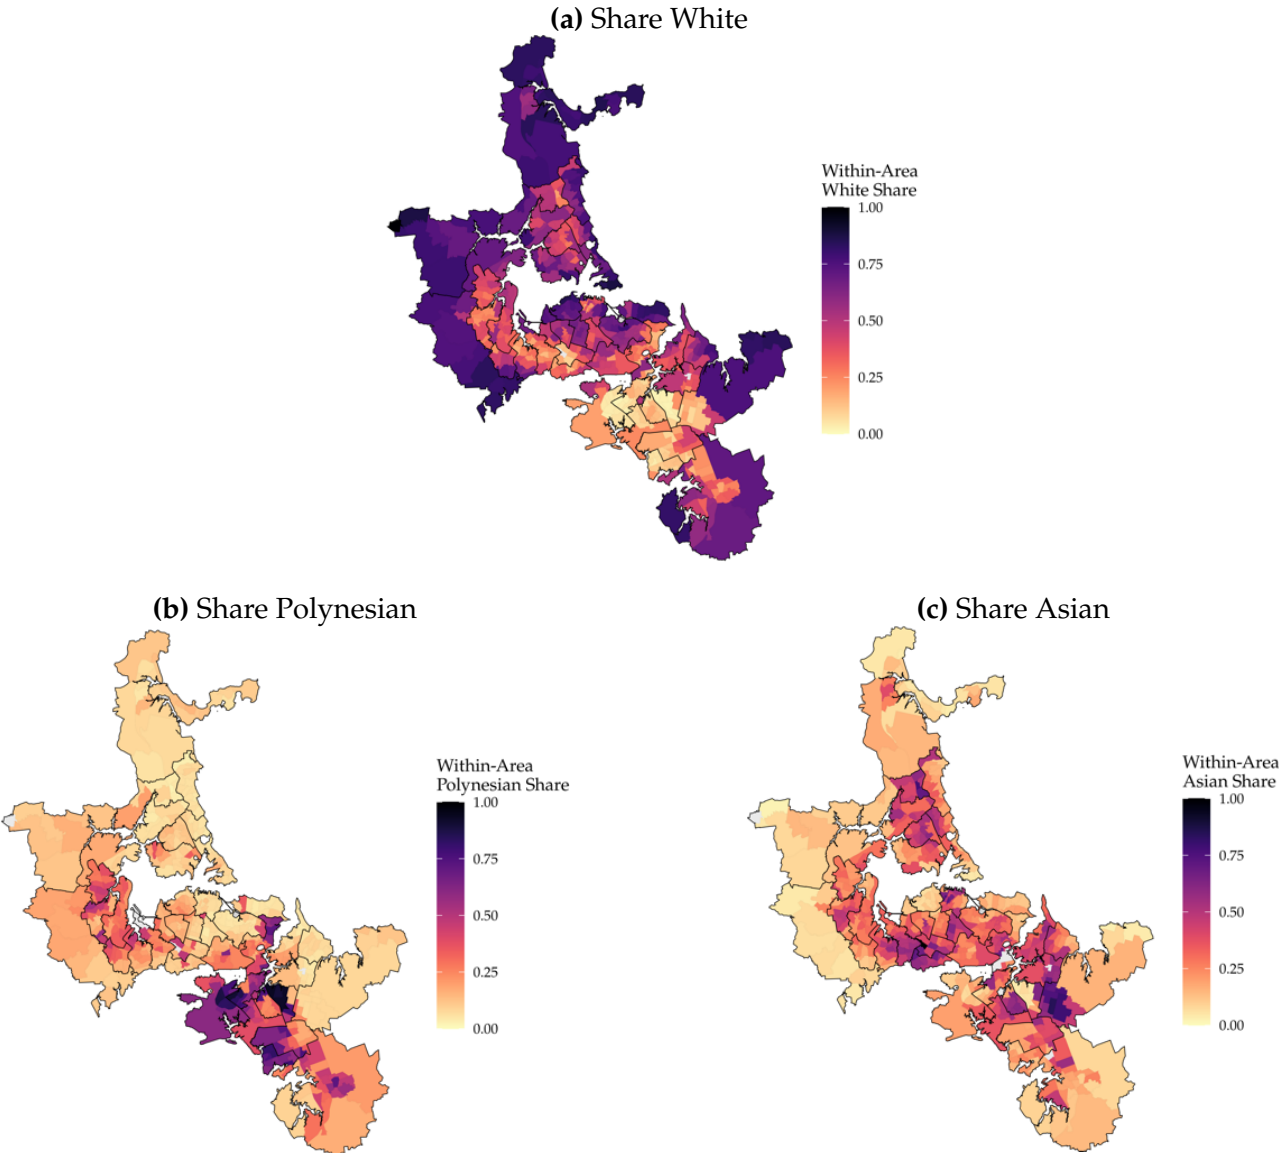 (a) Share White
Within-Area
White Share
1.00
0.75
0.50
0.25
0.00
(b) Share Polynesian
Within-Area
Polynesian Share
1.00
0.75
0.50
0.25
0.00
(c) Share Asian
Within-Area
Asian Share
1.00
0.75
0.50
0.25
0.00